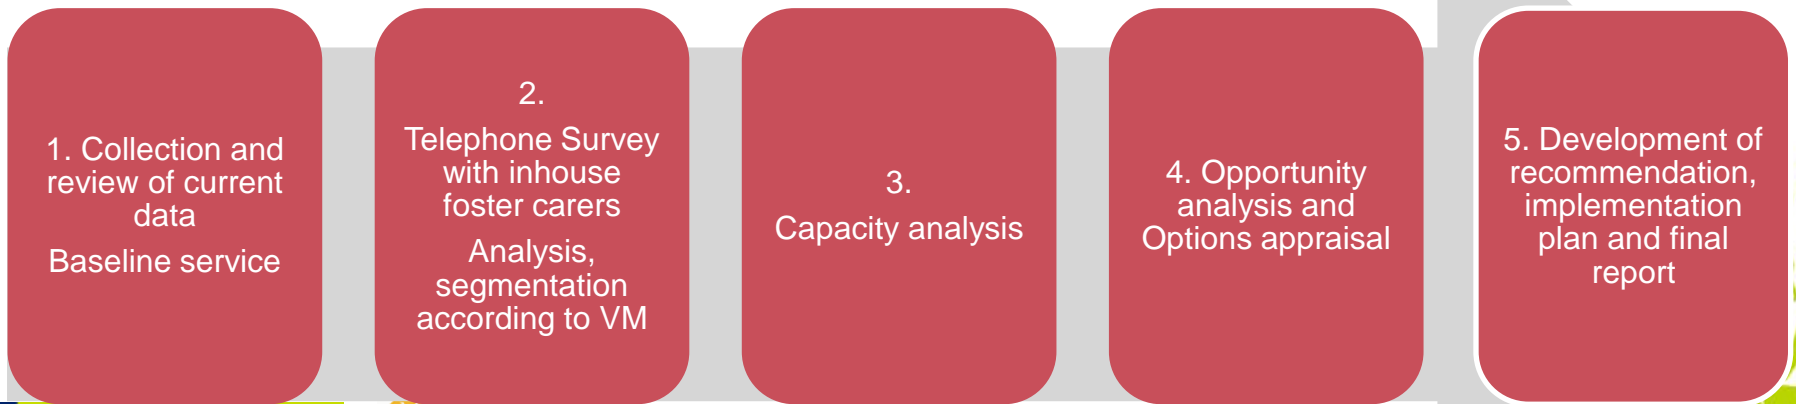 1. Collection and
review of current
data
Baseline service
2.
Telephone Survey
with inhouse
foster carers
Analysis,
segmentation
according to VM
3.
Capacity analysis
4. Opportunity
analysis and
Options appraisal
5. Development of
recommendation,
implementation
plan and final
report